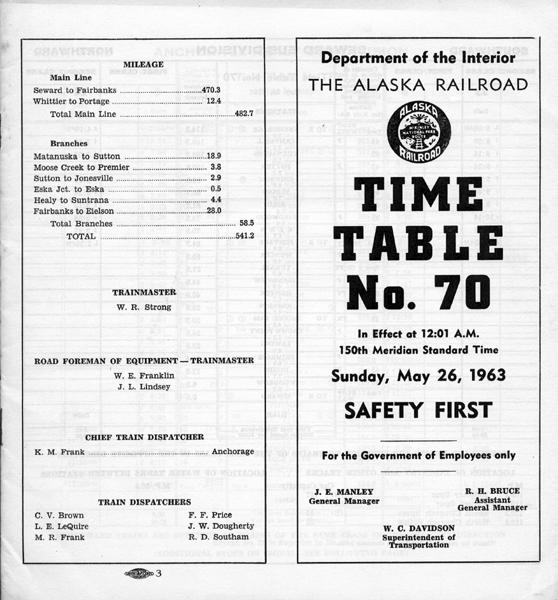 MILEAGE
Main Line
Seward to Fairbanks ........ 470.3
Whittier to Portage ........ 12.4
Total Main Line ........ 482.7
Branches
Matanuska to Sutton ........ 18.9
Moose Creek to Premier ........ 3.8
Sutton to Jonesville ........ 2.9
Eska Jct. to Eska ........ 0.5
Healy to Suntrana ........ 4.4
Fairbanks to Eielson ........ 28.0
Total Branches ........ 58.5
TOTAL ........ 541.2
TRAINMASTER
W. R. Strong
ROAD FOREMAN OF EQUIPMENT — TRAINMASTER
W. E. Franklin
J. L. Lindsey
CHIEF TRAIN DISPATCHER
K. M. Frank ........ Anchorage
TRAIN DISPATCHERS
C. V. Brown F. F. Price
L. E. LeQuire J. W. Dougherty
M. R. Frank R. D. Southam
3
Department of the Interior
THE ALASKA RAILROAD
ALASKA
McKINLEY
NATIONAL PARK
ROUTE
RAILROAD
TIME
TABLE
No. 70
In Effect at 12:01 A.M.
150th Meridian Standard Time
Sunday, May 26, 1963
SAFETY FIRST
For the Government of Employees only
J. E. MANLEY
General Manager
R. H. BRUCE
Assistant
General Manager
W. C. DAVIDSON
Superintendent of
Transportation